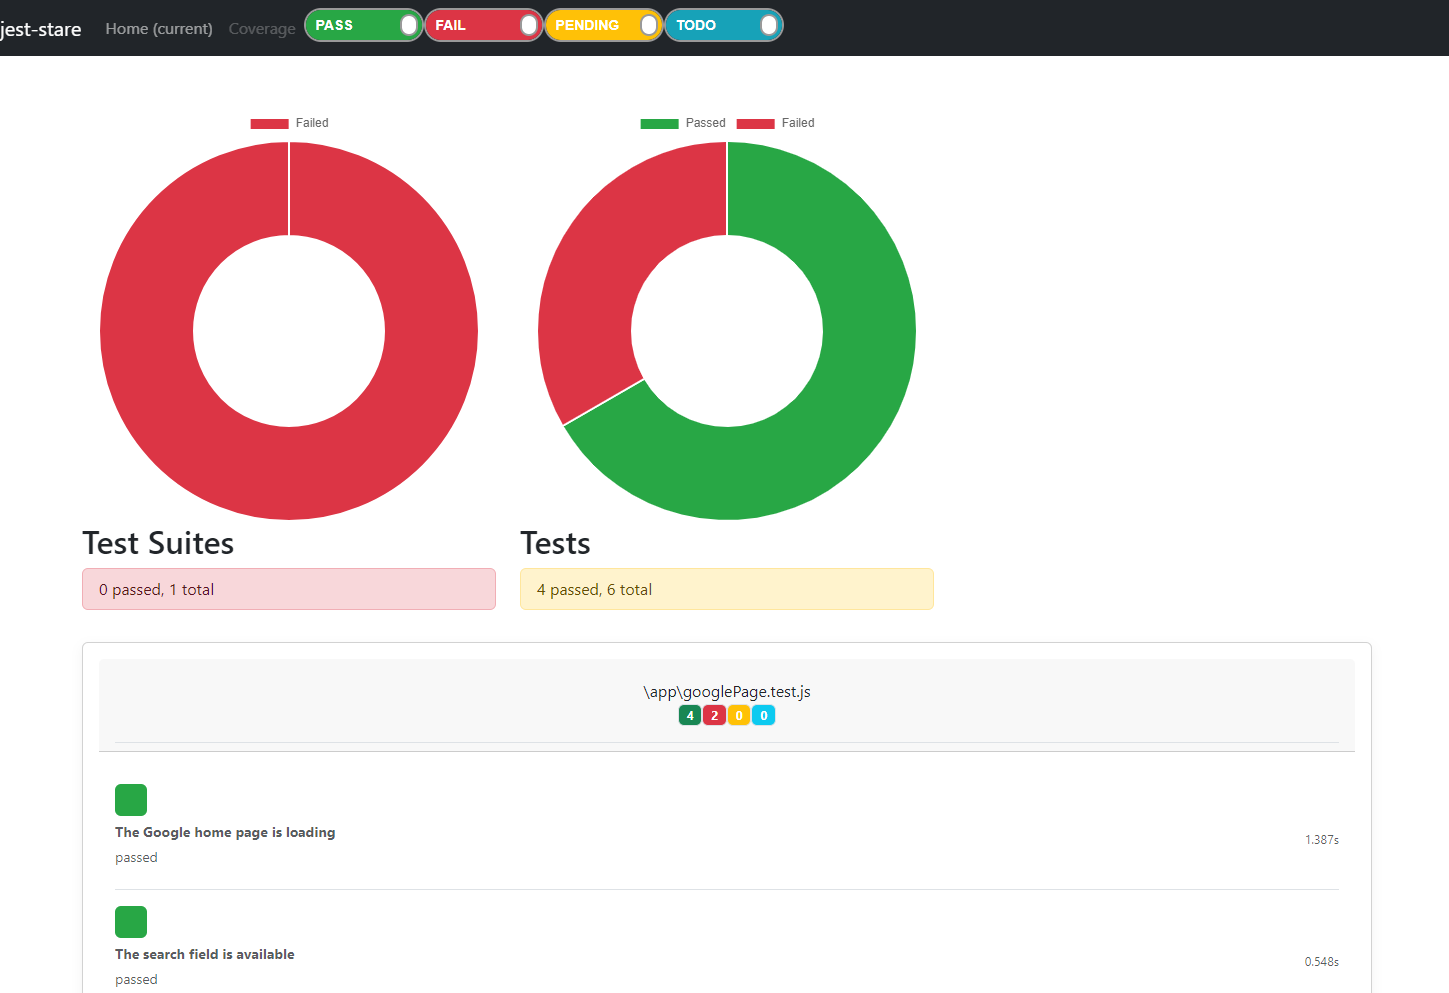 jest-stare Home (current) Coverage PASS FAIL PENDING TODO
Failed
Passed Failed
Test Suites
0 passed, 1 total
Tests
4 passed, 6 total
\app\googlePage.test.js
4 2 0 0
The Google home page is loading
1.387s
passed
The search field is available
0.548s
passed